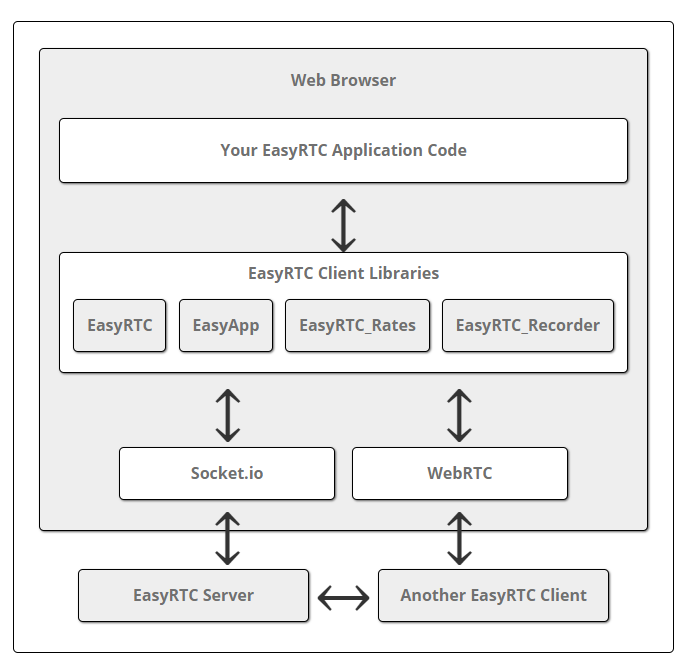 Web Browser
Your EasyRTC Application Code
EasyRTC Client Libraries
EasyRTC EasyApp EasyRTC_Rates EasyRTC_Recorder
Socket.io WebRTC
EasyRTC Server Another EasyRTC Client